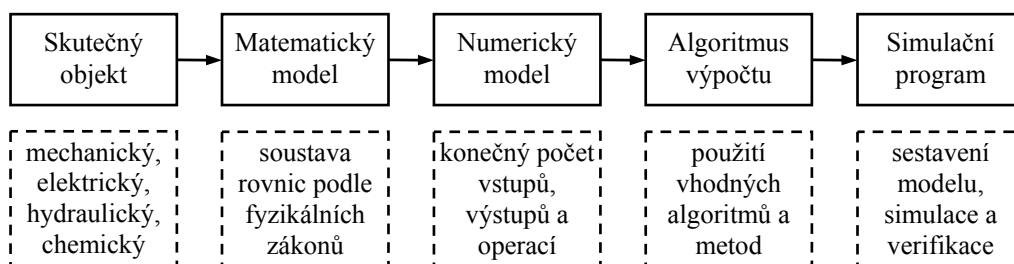 Skutečný
objekt
Matematický
model
Numerický
model
Algoritmus
výpočtu
Simulační
program
mechanický,
elektrický,
hydraulický,
chemický
soustava
rovnic podle
fyzikálních
zákonů
konečný počet
vstupů,
výstupů a
operací
použití
vhodných
algoritmů a
metod
sestavení
modelu,
simulace a
verifikace